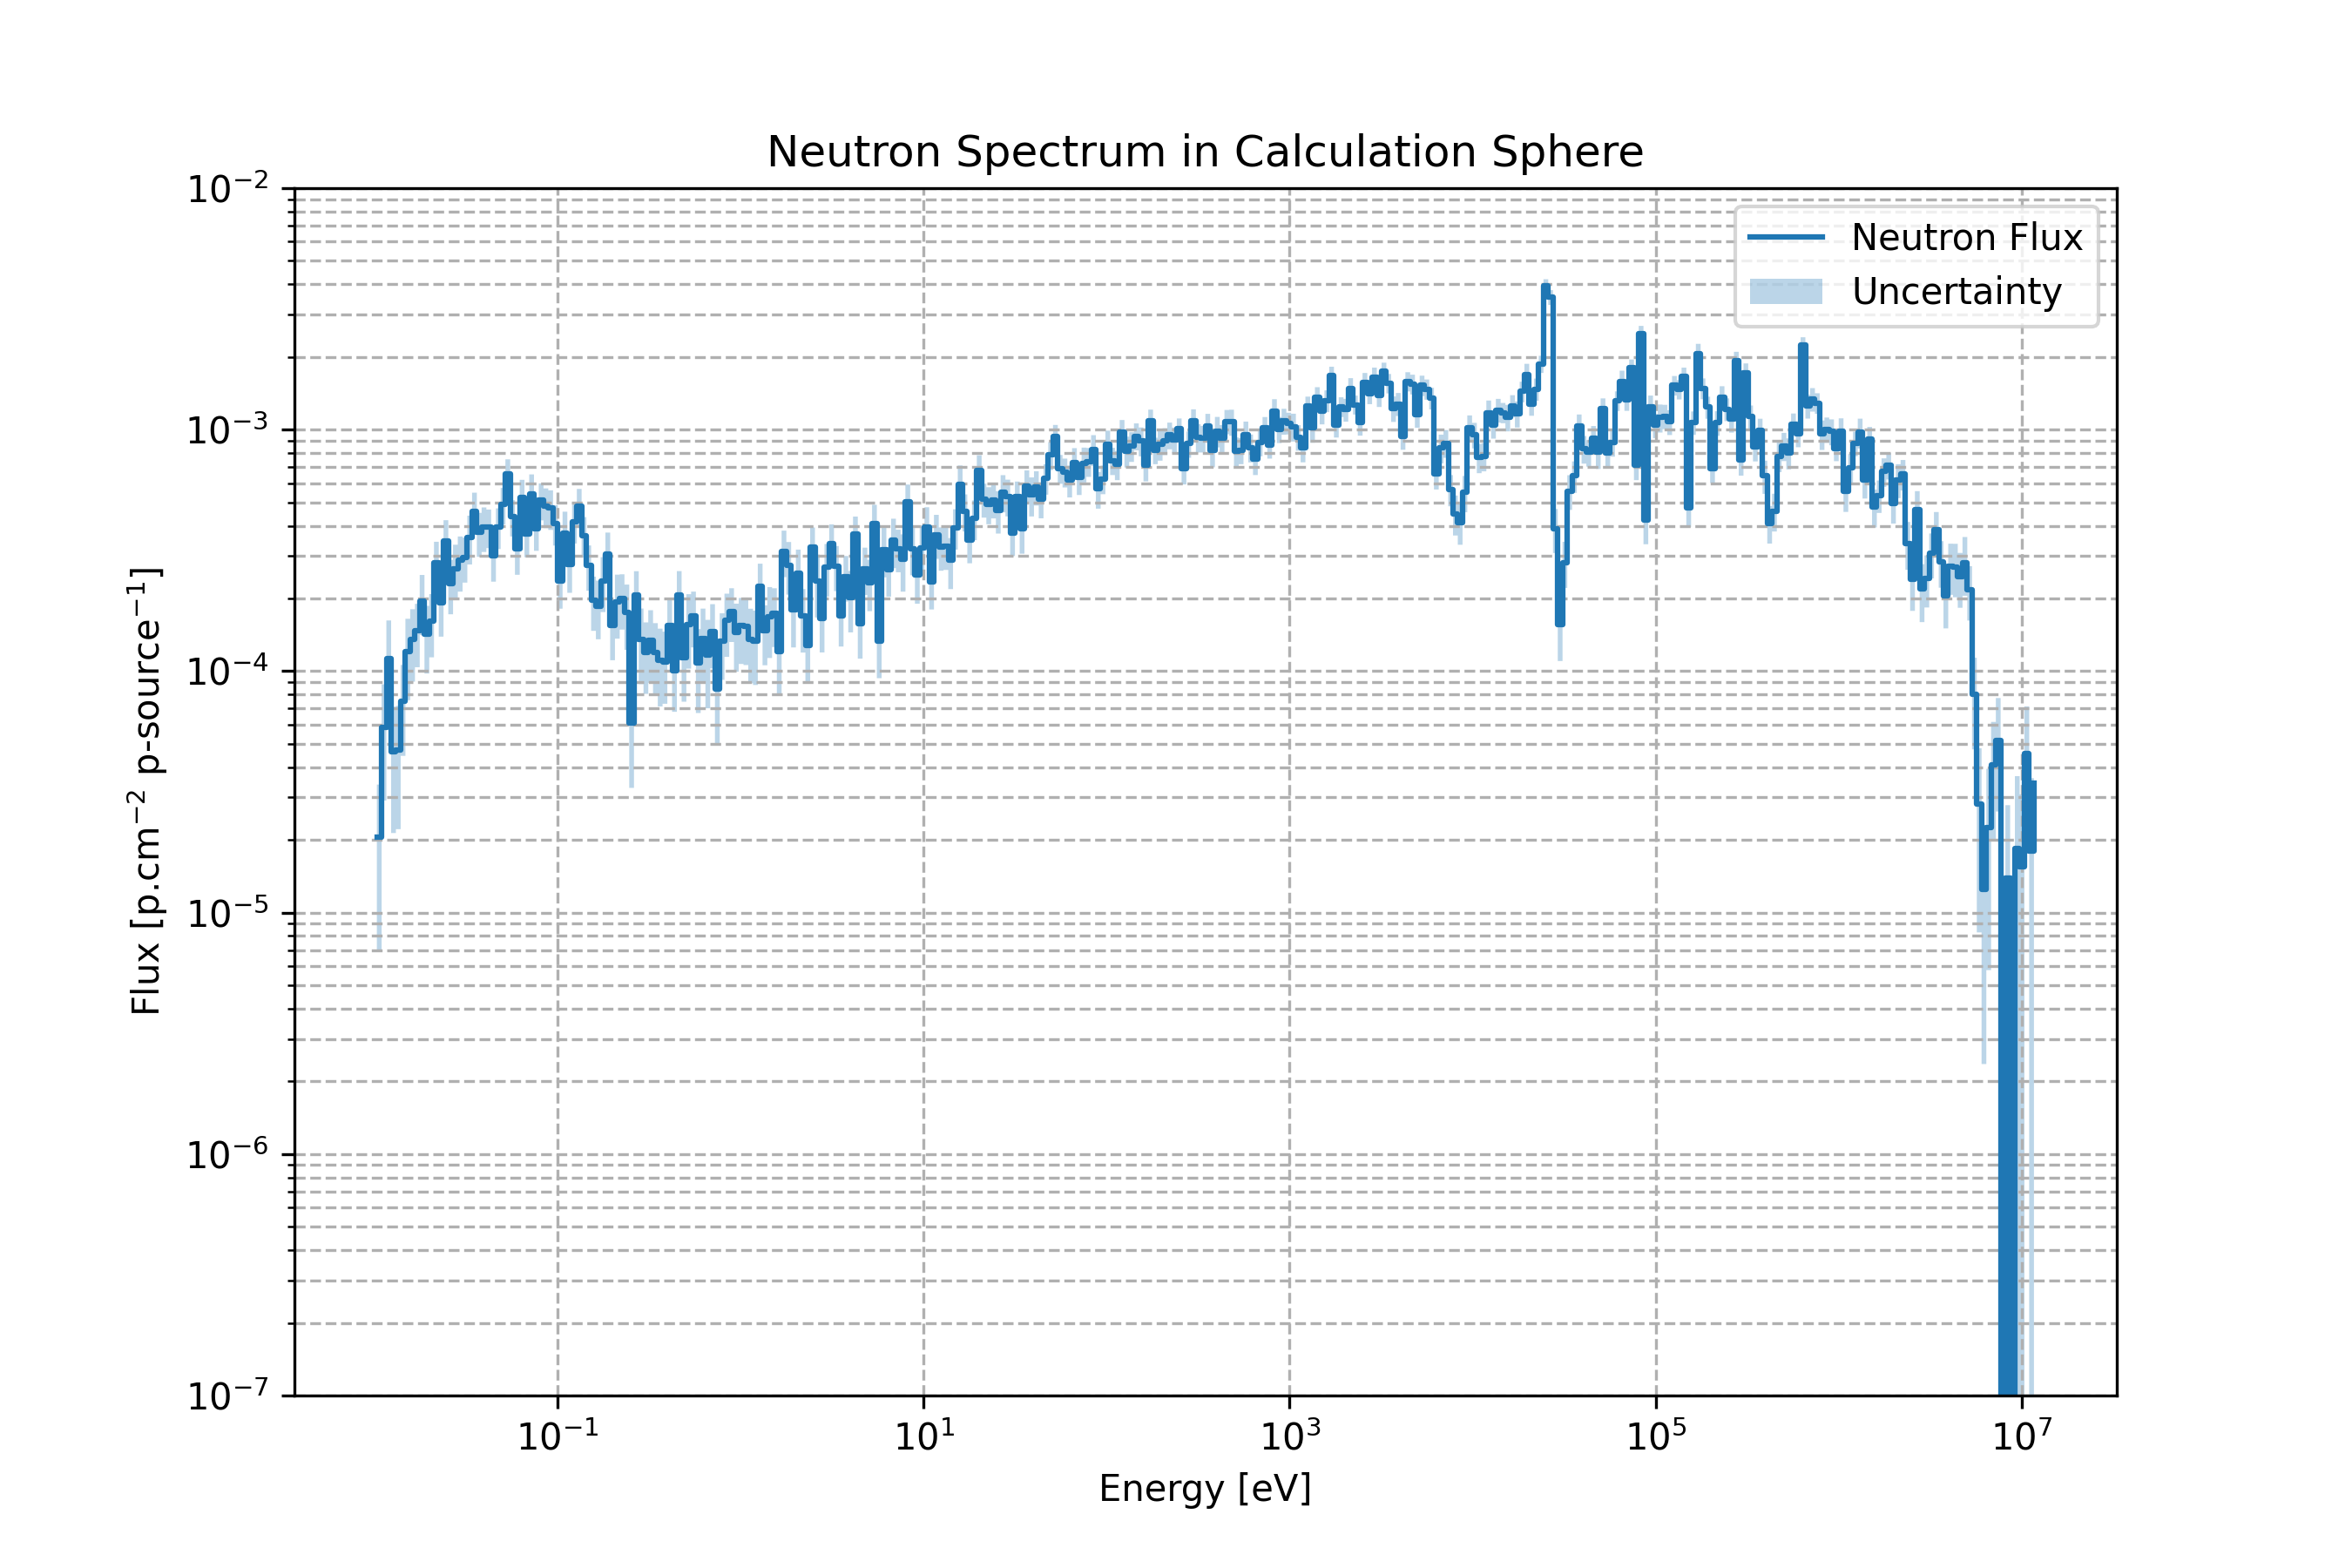 Neutron Spectrum in Calculation Sphere
10⁻²
10⁻³
10⁻⁴
10⁻⁵
10⁻⁶
10⁻⁷
Flux [p.cm⁻² p-source⁻¹]
Neutron Flux
Uncertainty
10⁻¹ 10¹ 10³ 10⁵ 10⁷
Energy [eV]